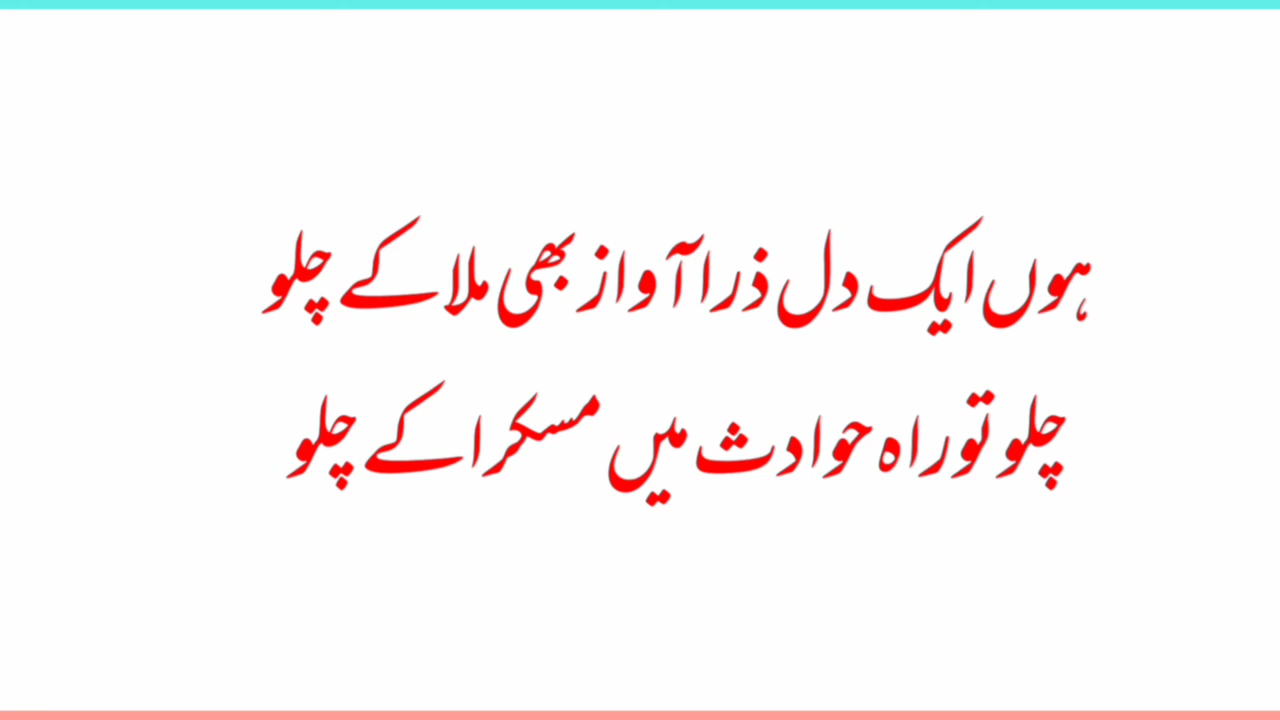 ہوں ایک دل ذرا آواز بھی ملا کے چلو
چلو تو راہ حوادث میں مسکرا کے چلو